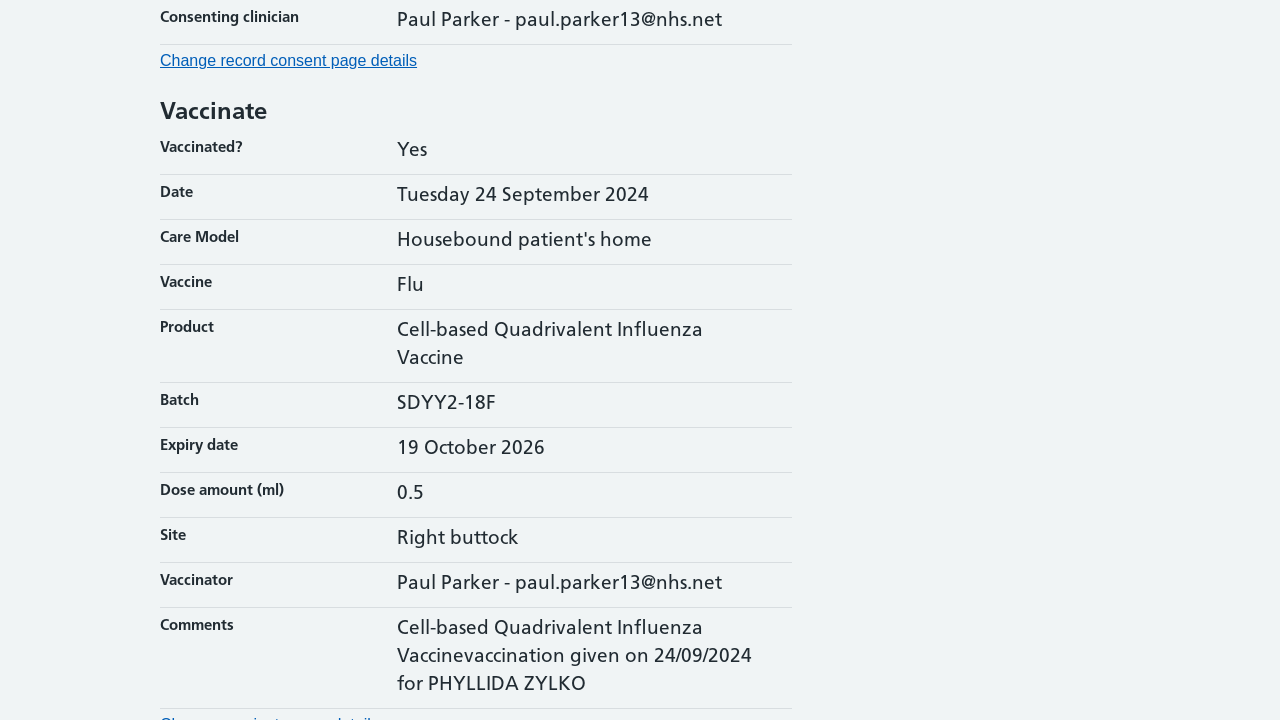 Consenting clinician
Paul Parker - paul.parker13@nhs.net
Change record consent page details
Vaccinate
Vaccinated?
Yes
Date
Tuesday 24 September 2024
Care Model
Housebound patient's home
Vaccine
Flu
Product
Cell-based Quadrivalent Influenza
Vaccine
Batch
SDYY2-18F
Expiry date
19 October 2026
Dose amount (ml)
0.5
Site
Right buttock
Vaccinator
Paul Parker - paul.parker13@nhs.net
Comments
Cell-based Quadrivalent Influenza
Vaccinevaccination given on 24/09/2024
for PHYLLIDA ZYLKO